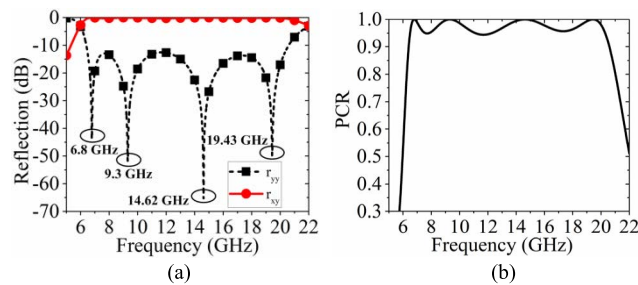 0
-10
-20
-30
-40
-50
-60
-70
Reflection (dB)
6.8 GHz
9.3 GHz
14.62 GHz
19.43 GHz
r_yy
r_xy
6 8 10 12 14 16 18 20 22
Frequency (GHz)
(a)
1.0
0.9
0.8
0.7
0.6
0.5
0.4
0.3
PCR
6 8 10 12 14 16 18 20 22
Frequency (GHz)
(b)